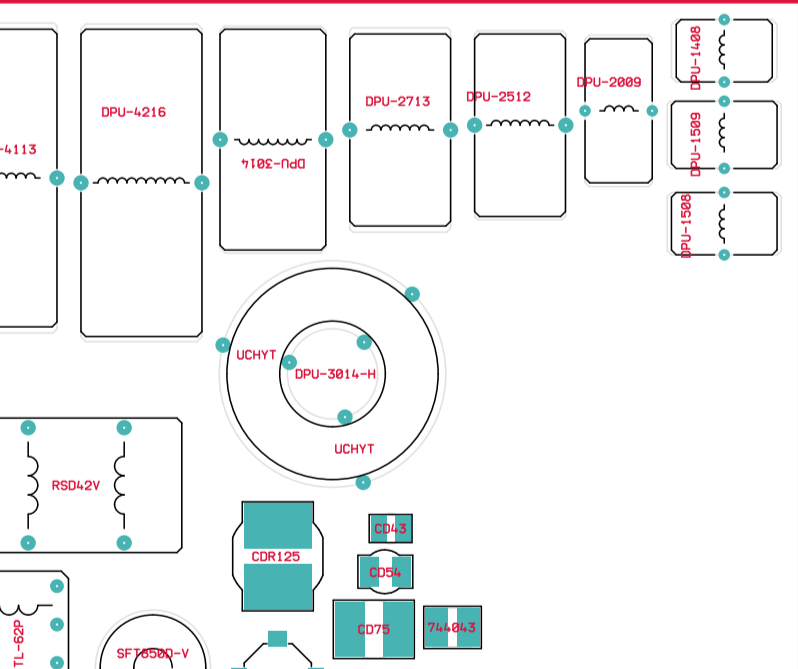 -4113
DPU-4216
DPU-3014
DPU-2713
DPU-2512
DPU-2009
DPU-1408
DPU-1509
DPU-1508
UCHYT
DPU-3014-H
UCHYT
RSD42V
CDR125
CD43
CD54
CD75
744043
TL-62P
SFT850D-V